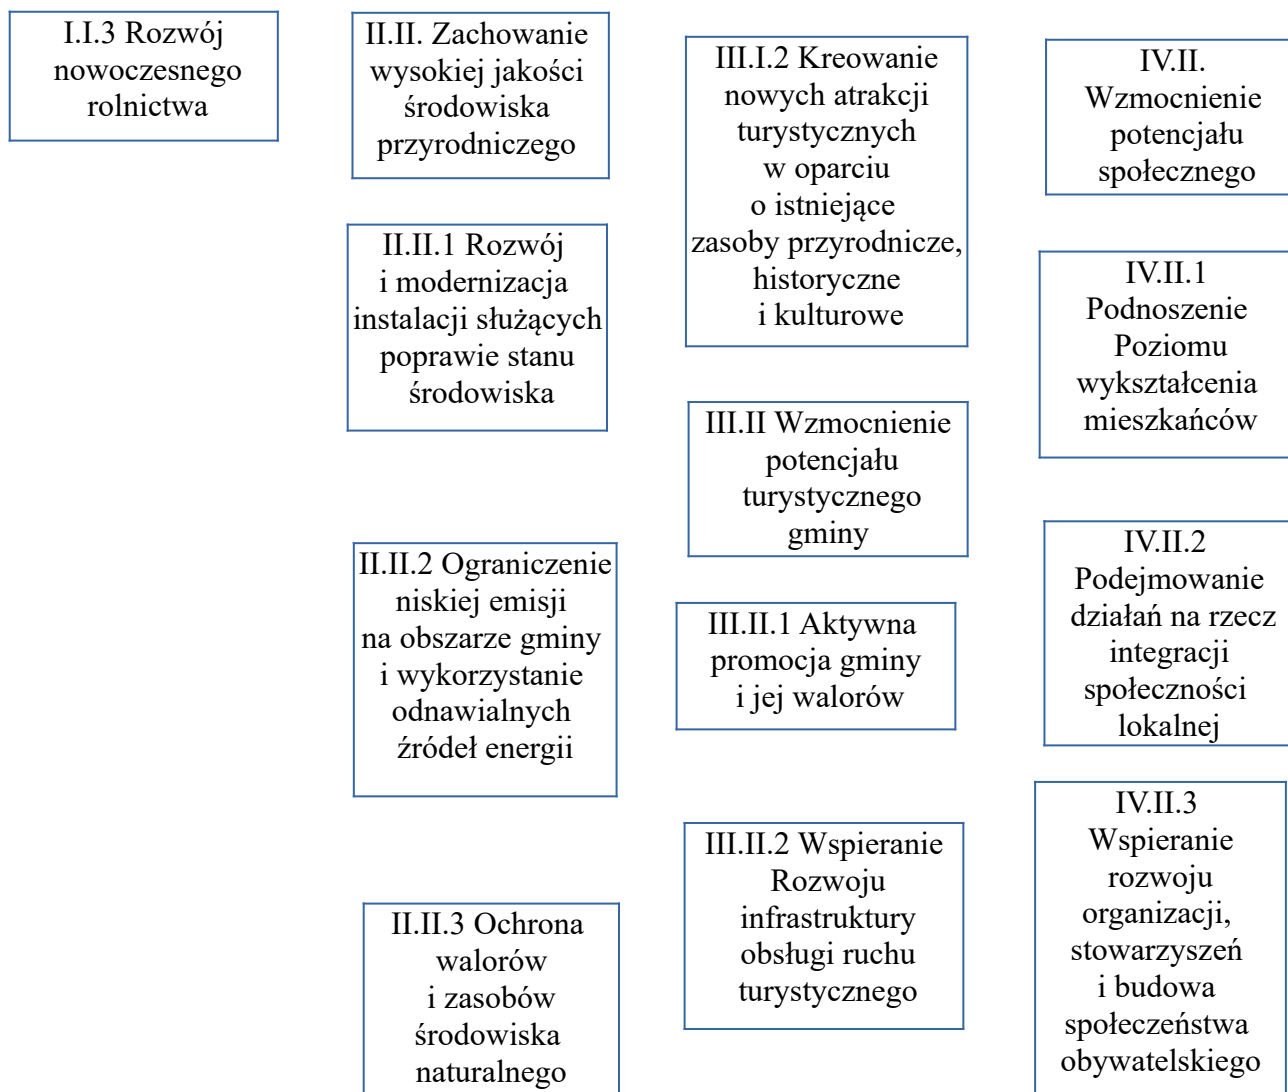 I.I.3 Rozwój
nowoczesnego
rolnictwa
II.II. Zachowanie
wysokiej jakości
środowiska
przyrodniczego
II.II.1 Rozwój
i modernizacja
instalacji służących
poprawie stanu
środowiska
II.II.2 Ograniczenie
niskiej emisji
na obszarze gminy
i wykorzystanie
odnawialnych
źródeł energii
II.II.3 Ochrona
walorów
i zasobów
środowiska
naturalnego
III.I.2 Kreowanie
nowych atrakcji
turystycznych
w oparciu
o istniejące
zasoby przyrodnicze,
historyczne
i kulturowe
III.II Wzmocnienie
potencjału
turystycznego
gminy
III.II.1 Aktywna
promocja gminy
i jej walorów
III.II.2 Wspieranie
Rozwoju
infrastruktury
obsługi ruchu
turystycznego
IV.II.
Wzmocnienie
potencjału
społecznego
IV.II.1
Podnoszenie
Poziomu
wykształcenia
mieszkańców
IV.II.2
Podejmowanie
działań na rzecz
integracji
społeczności
lokalnej
IV.II.3
Wspieranie
rozwoju
organizacji,
stowarzyszeń
i budowa
społeczeństwa
obywatelskiego